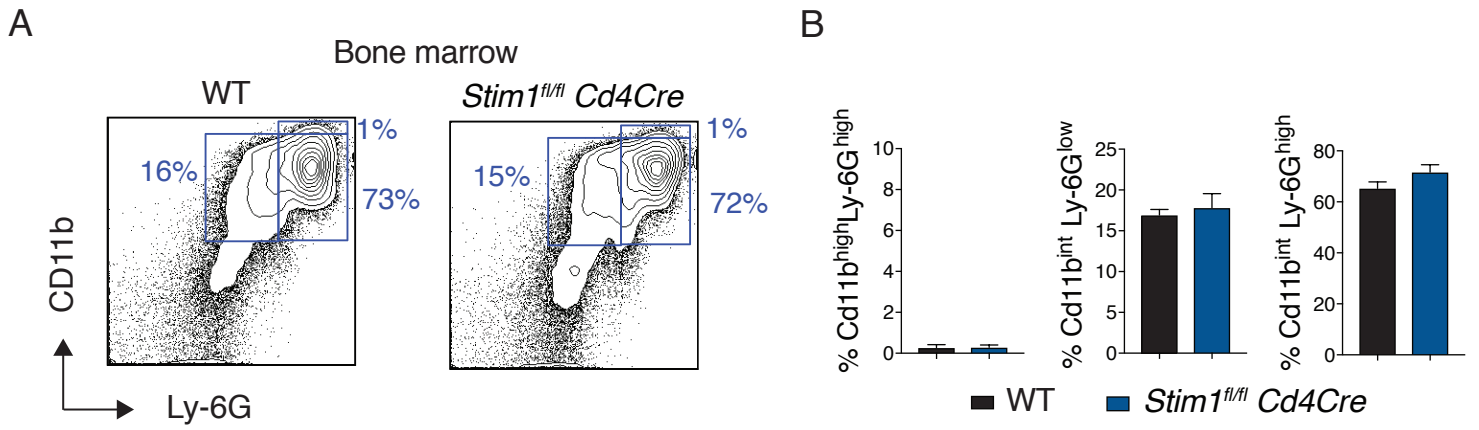 A
Bone marrow
WT
Stim1fl/fl Cd4Cre
1%
16%
73%
1%
15%
72%
CD11b
Ly-6G
B
% Cd11bhighLy-6Ghigh
10
8
6
4
2
0
% Cd11bint Ly-6Glow
25
20
15
10
5
0
% Cd11bint Ly-6Ghigh
80
60
40
20
0
WT
Stim1fl/fl Cd4Cre